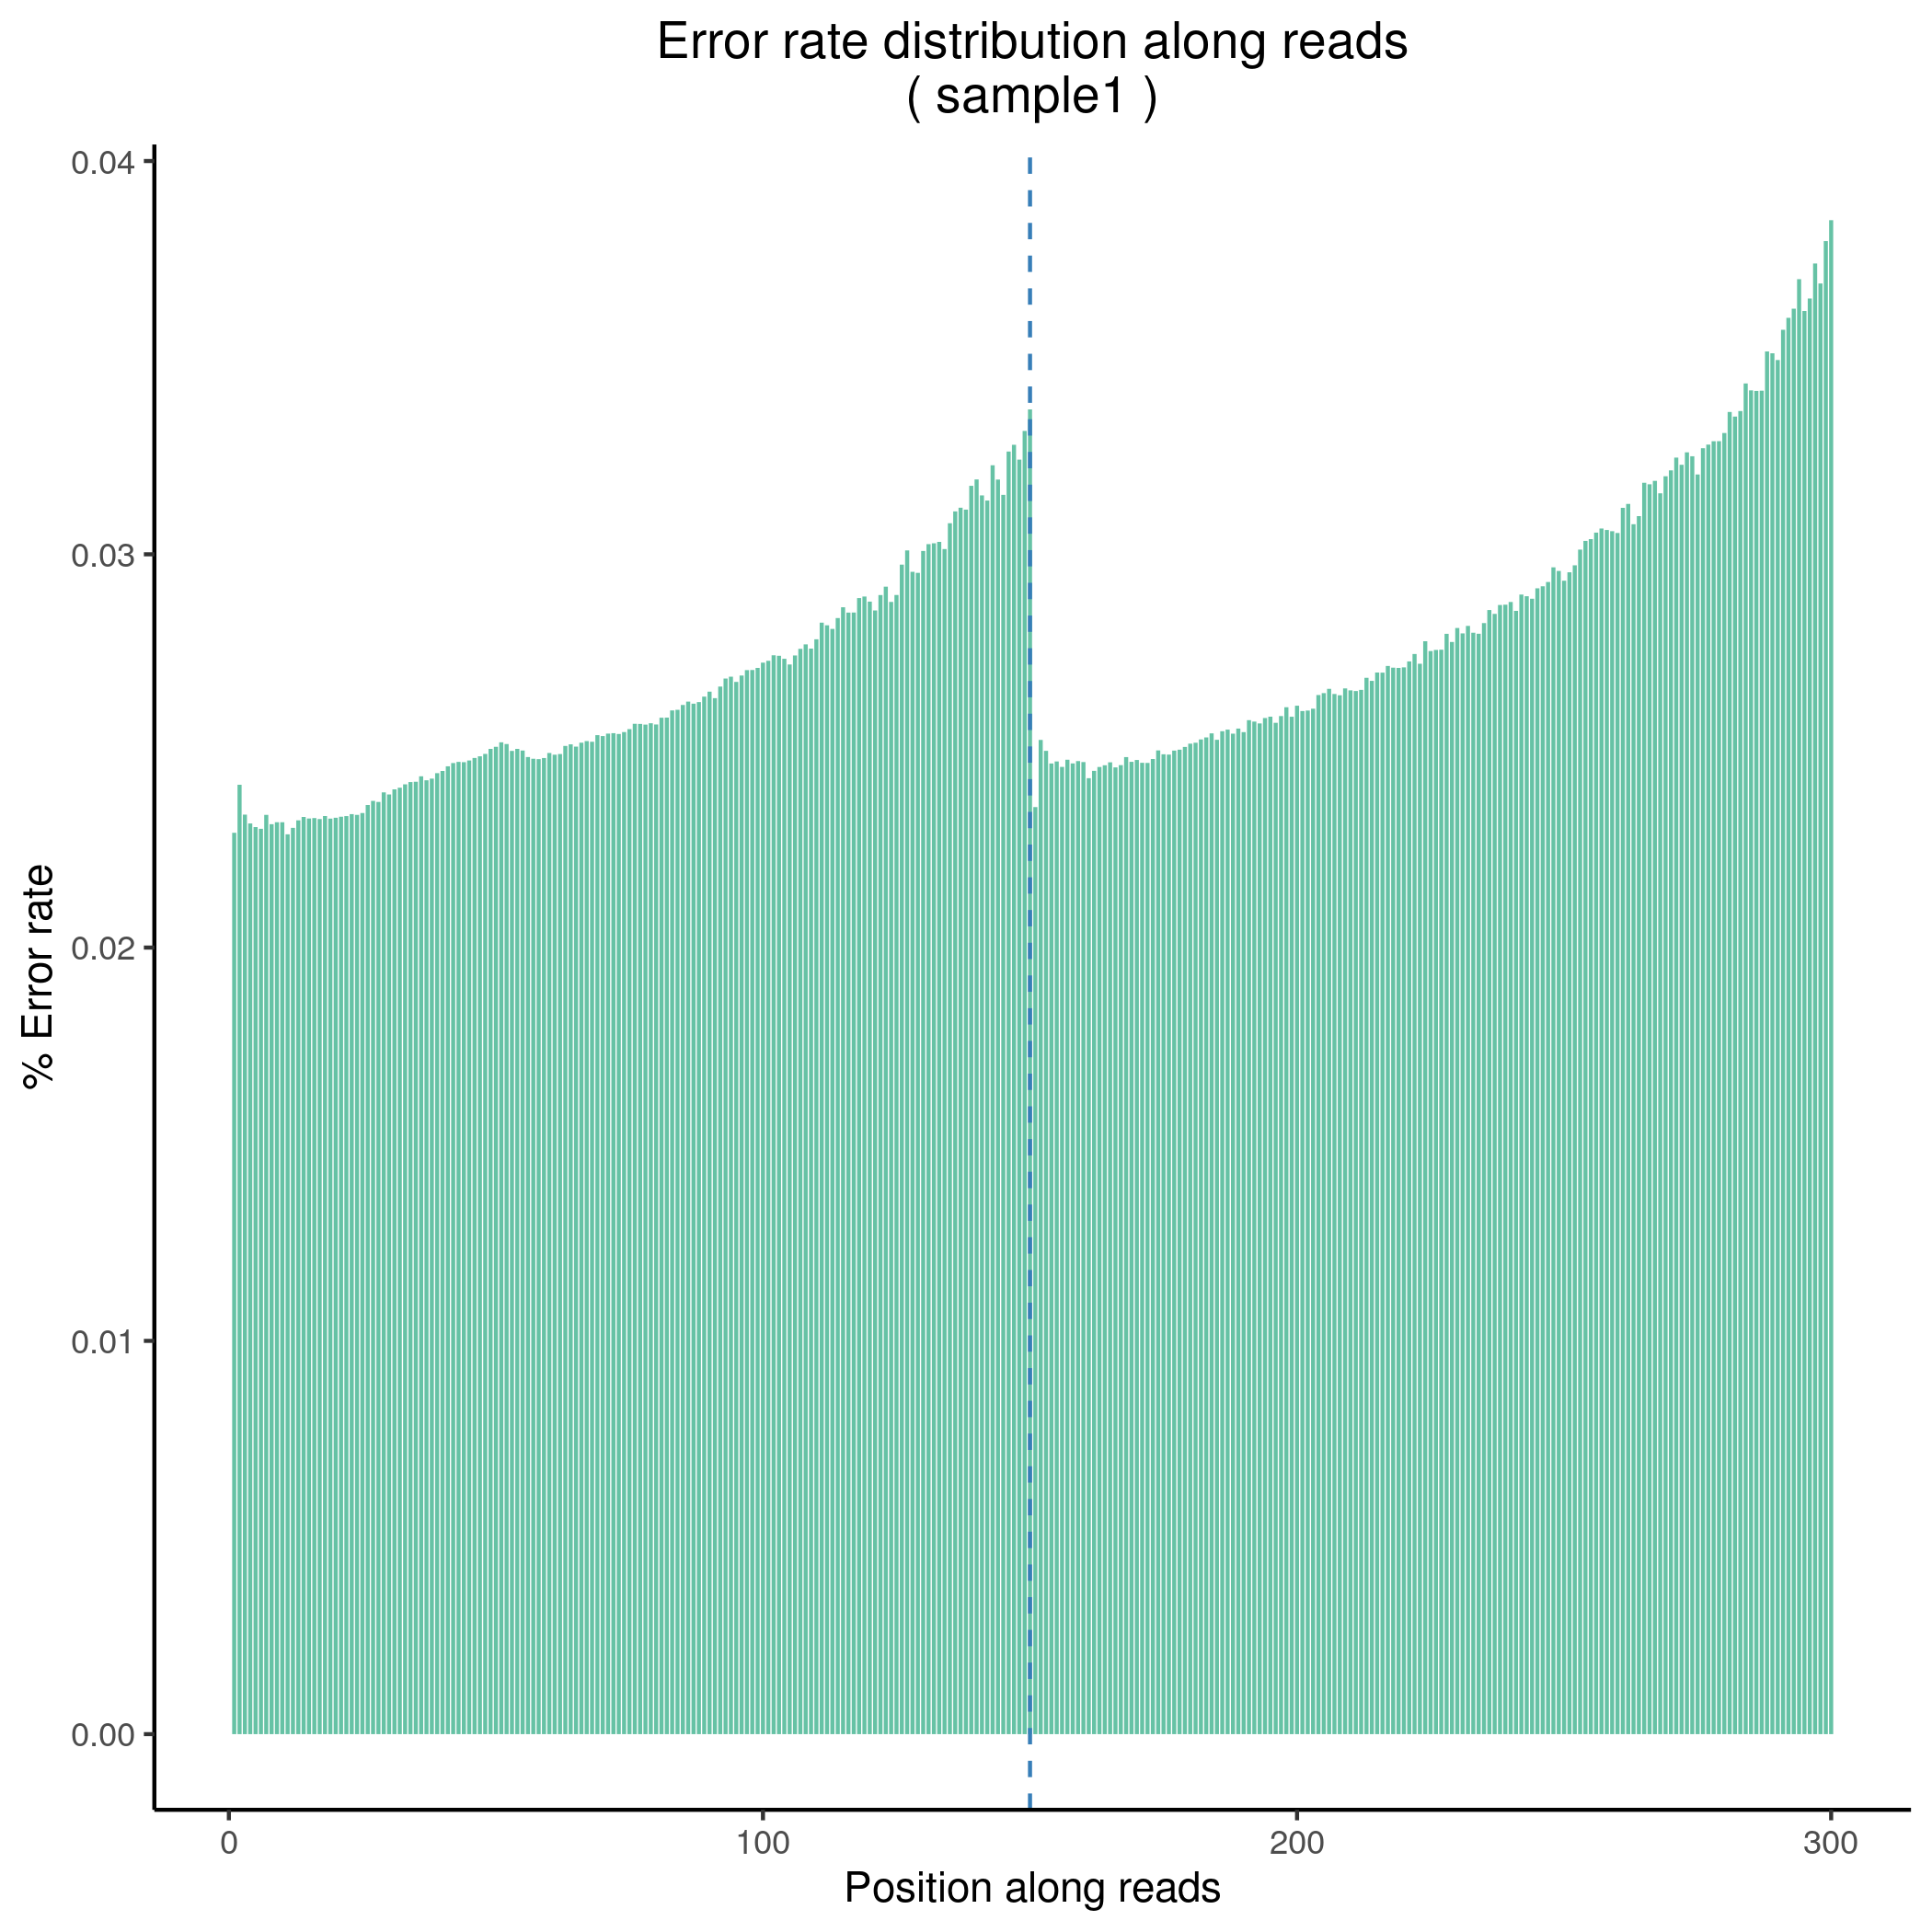 Error rate distribution along reads
( sample1 )
% Error rate
0.04
0.03
0.02
0.01
0.00
0
100
200
300
Position along reads